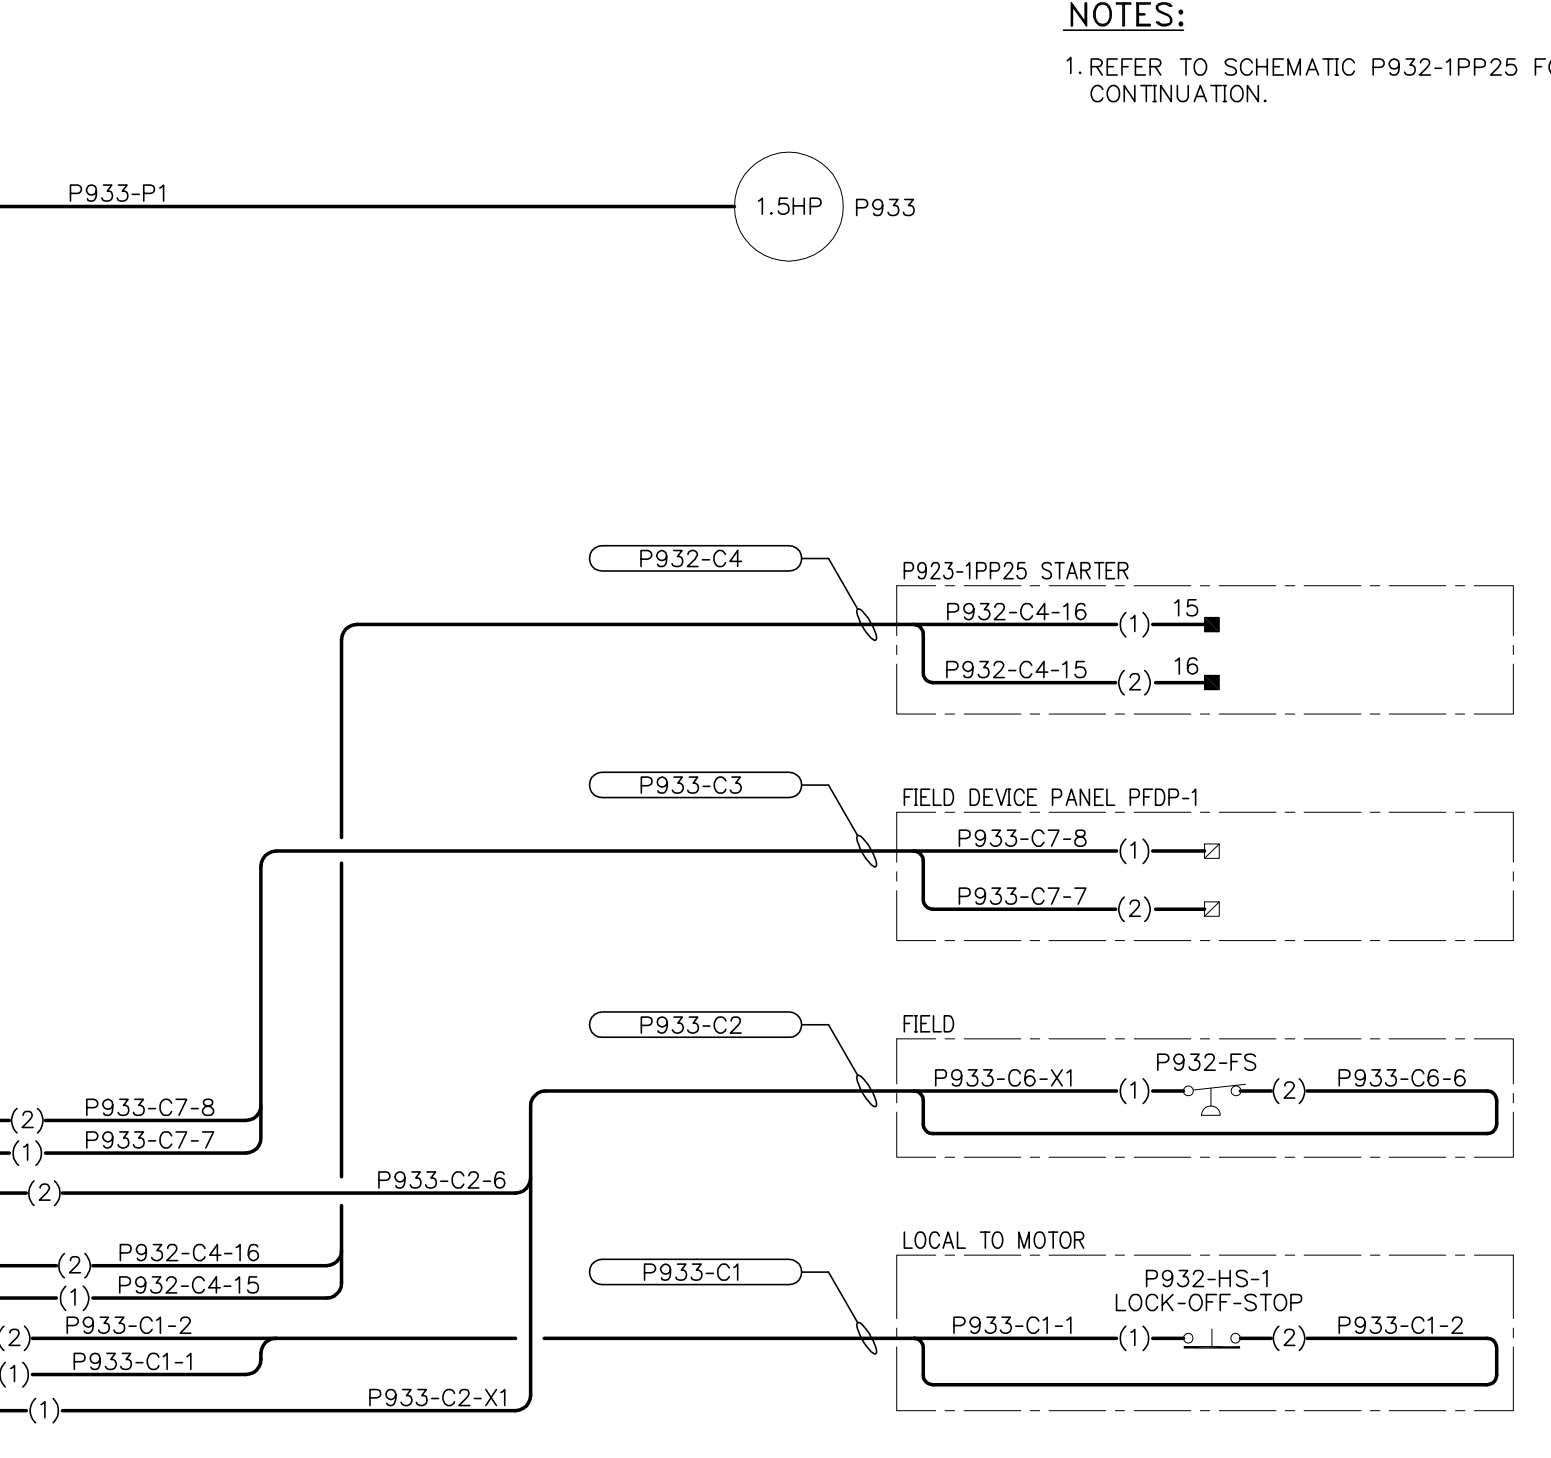 NOTES:
1. REFER TO SCHEMATIC P932-1PP25
CONTINUATION.
P933-P1
1.5HP
P933
P932-C4
P923-1PP25 STARTER
P932-C4-16
(1)
15
P932-C4-15
(2)
16
P933-C3
FIELD DEVICE PANEL PFDP-1
P933-C7-8
(1)
P933-C7-7
(2)
P933-C2
FIELD
P933-C6-X1
(1)
P932-FS
(2)
P933-C6-6
(2)
P933-C7-8
(1)
P933-C7-7
(2)
P933-C2-6
(2)
P932-C4-16
(1)
P932-C4-15
P933-C1
LOCAL TO MOTOR
P932-HS-1
LOCK-OFF-STOP
P933-C1-1
(1)
(2)
P933-C1-2
(2)
P933-C1-2
(1)
P933-C1-1
(1)
P933-C2-X1